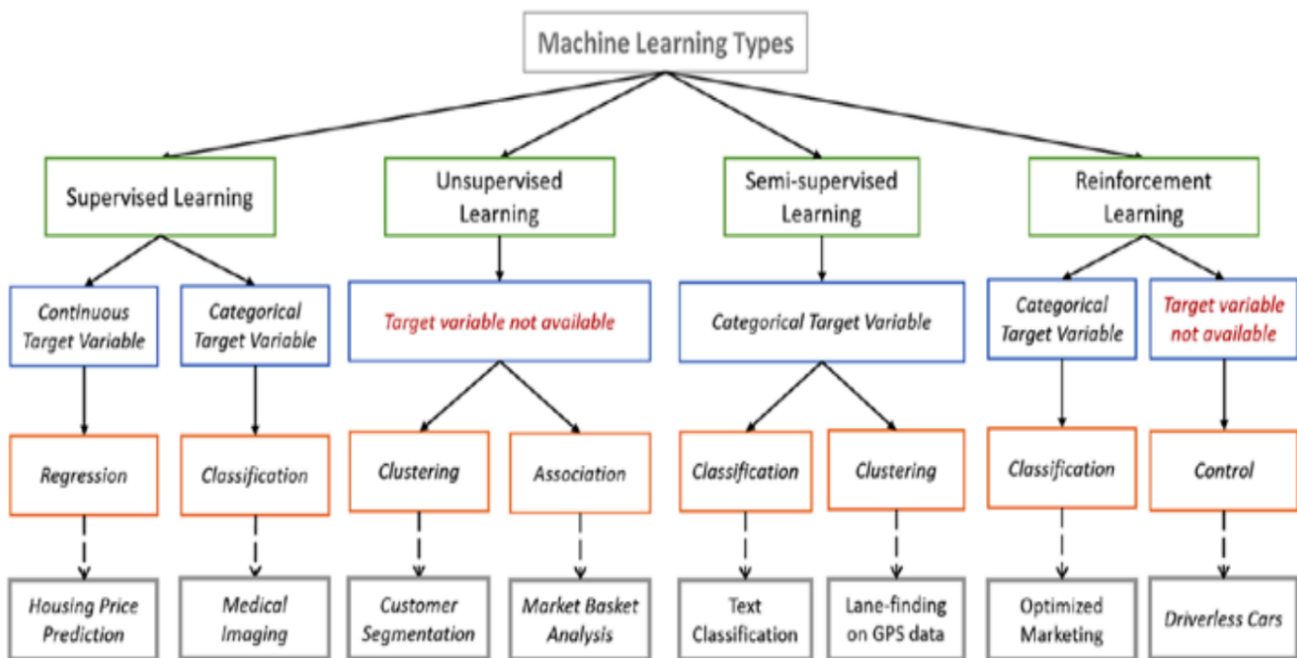 Machine Learning Types
Supervised Learning
Unsupervised
Learning
Semi-supervised
Learning
Reinforcement
Learning
Continuous
Target Variable
Categorical
Target Variable
Target variable not available
Categorical Target Variable
Categorical
Target Variable
Target variable
not available
Regression
Classification
Clustering
Association
Classification
Clustering
Classification
Control
Housing Price
Prediction
Medical
Imaging
Customer
Segmentation
Market Basket
Analysis
Text
Classification
Lane-finding
on GPS data
Optimized
Marketing
Driverless Cars